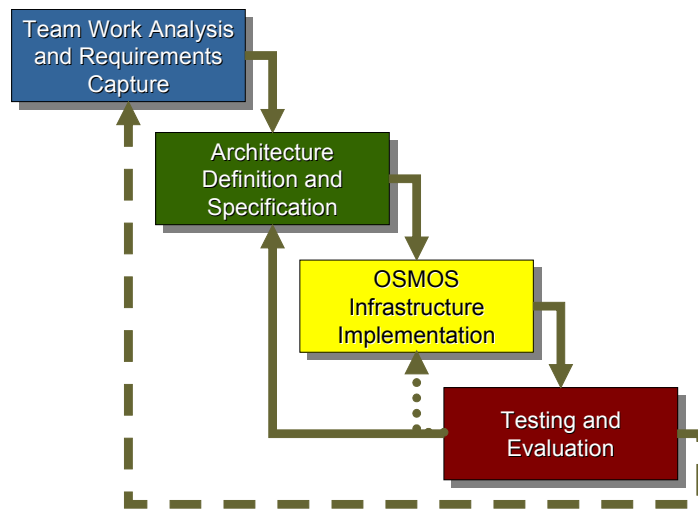 Team Work Analysis
and Requirements
Capture
Architecture
Definition and
Specification
OSMOS
Infrastructure
Implementation
Testing and
Evaluation